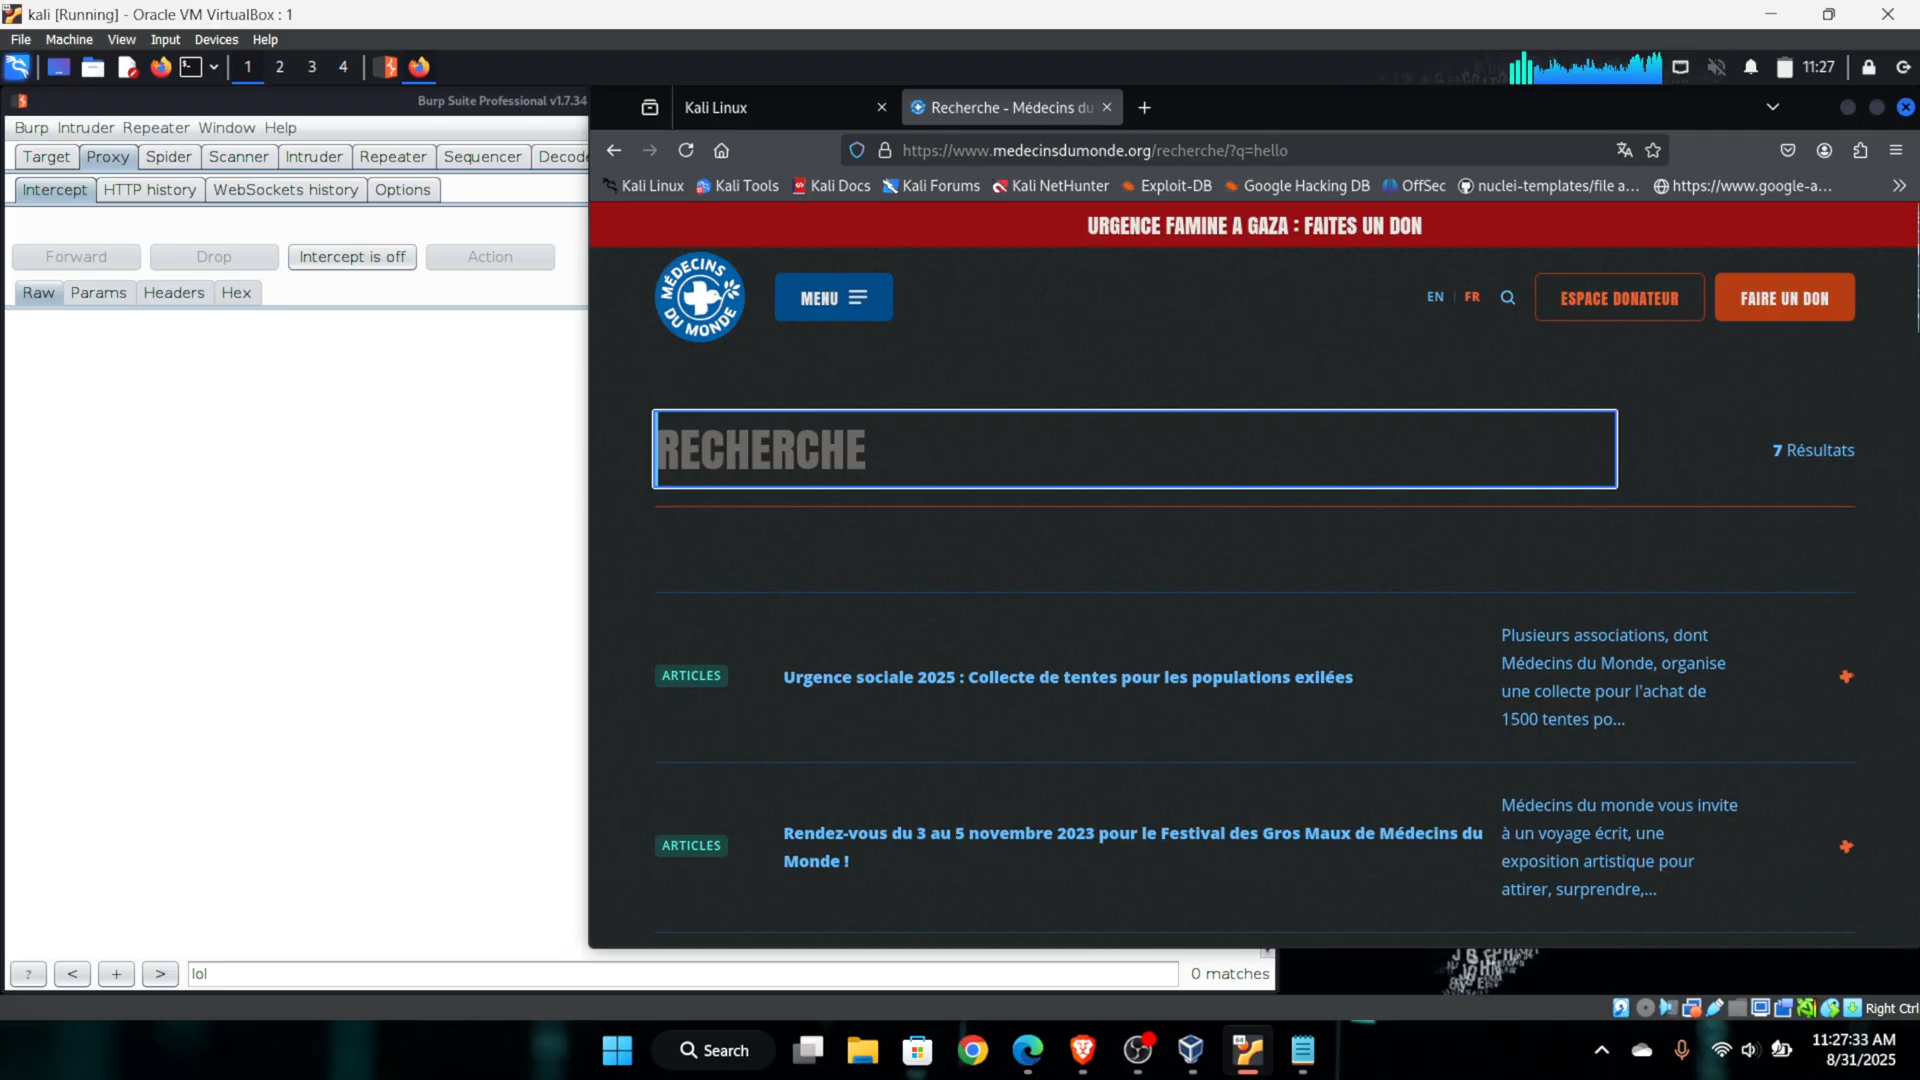 kali [Running] - Oracle VM VirtualBox : 1
File Machine View Input Devices Help
1 2 3 4
11:27
Burp Suite Professional v1.7.34
Burp Intruder Repeater Window Help
Target Proxy Spider Scanner Intruder Repeater Sequencer Decode
Intercept HTTP history WebSockets history Options
Forward Drop Intercept is off Action
Raw Params Headers Hex
? < + > lol 0 matches
Kali Linux Recherche - Médecins du
https://www.medecinsdumonde.org/recherche/?q=hello
Kali Linux Kali Tools Kali Docs Kali Forums Kali NetHunter Exploit-DB Google Hacking DB OffSec nuclei-templates/file a... https://www.google-a...
URGENCE FAMINE A GAZA : FAITES UN DON
MÉDECINS DU MONDE
MENU
EN FR
ESPACE DONATEUR
FAIRE UN DON
RECHERCHE
7 Résultats
ARTICLES
Urgence sociale 2025 : Collecte de tentes pour les populations exilées
Plusieurs associations, dont
Médecins du Monde, organise
une collecte pour l'achat de
1500 tentes po...
ARTICLES
Rendez-vous du 3 au 5 novembre 2023 pour le Festival des Gros Maux de Médecins du
Monde !
Médecins du monde vous invite
à un voyage écrit, une
exposition artistique pour
attirer, surprendre,...
Right Ctrl
Search
11:27:33 AM
8/31/2025